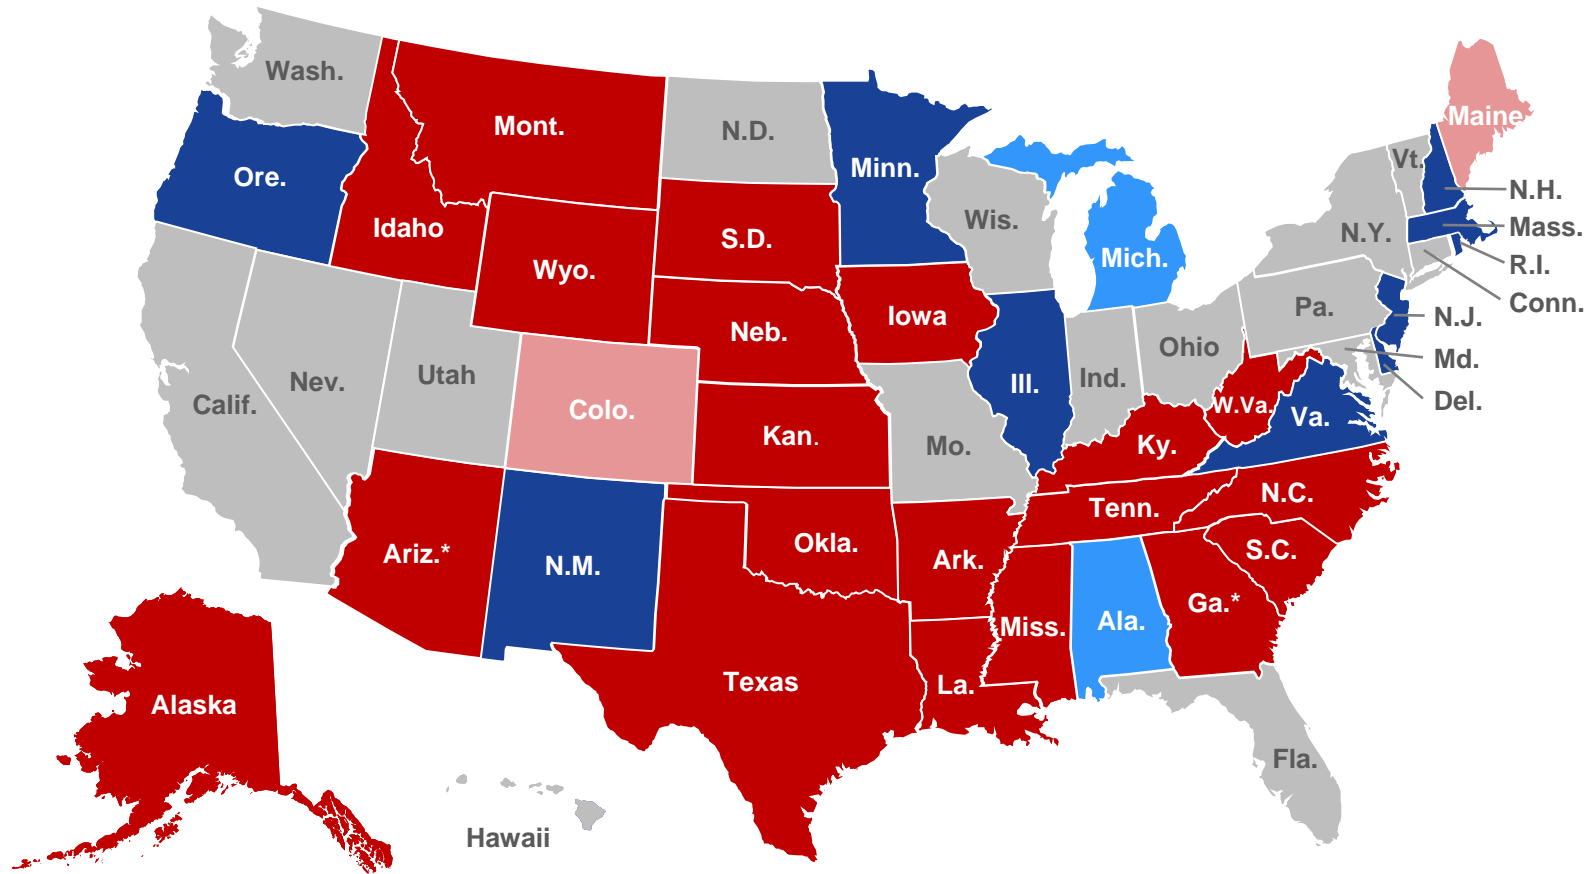 Wash.
Mont.
N.D.
Minn.
Maine
Vt.
Ore.
Idaho
S.D.
Wis.
N.Y.
N.H.
Mass.
Wyo.
Mich.
R.I.
Conn.
Iowa
Neb.
Pa.
N.J.
Ohio
Md.
Nev.
Utah
Ill.
Ind.
Del.
Calif.
Colo.
W.Va.
Va.
Kan.
Mo.
Ky.
N.C.
Tenn.
Ariz.*
N.M.
Okla.
Ark.
S.C.
Ga.*
Miss.
Ala.
Texas
La.
Alaska
Fla.
Hawaii